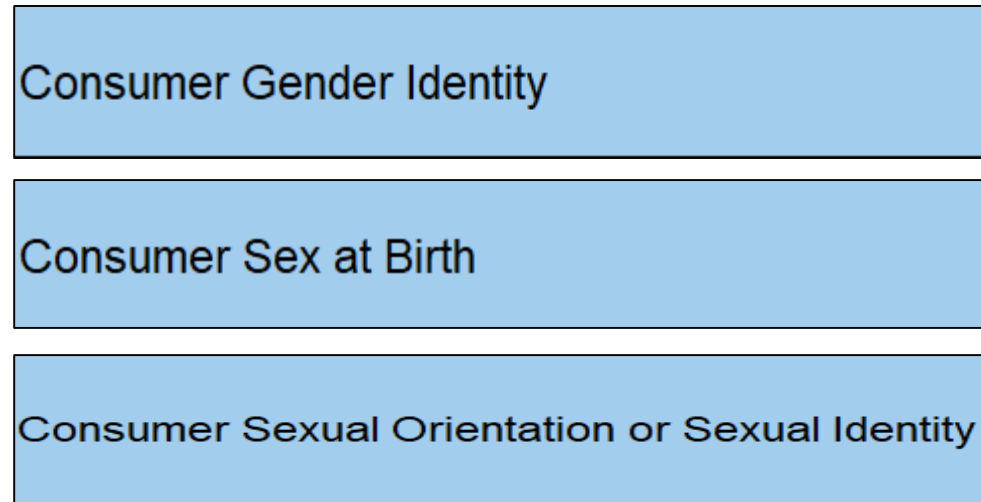 Consumer Gender Identity
Consumer Sex at Birth
Consumer Sexual Orientation or Sexual Identity